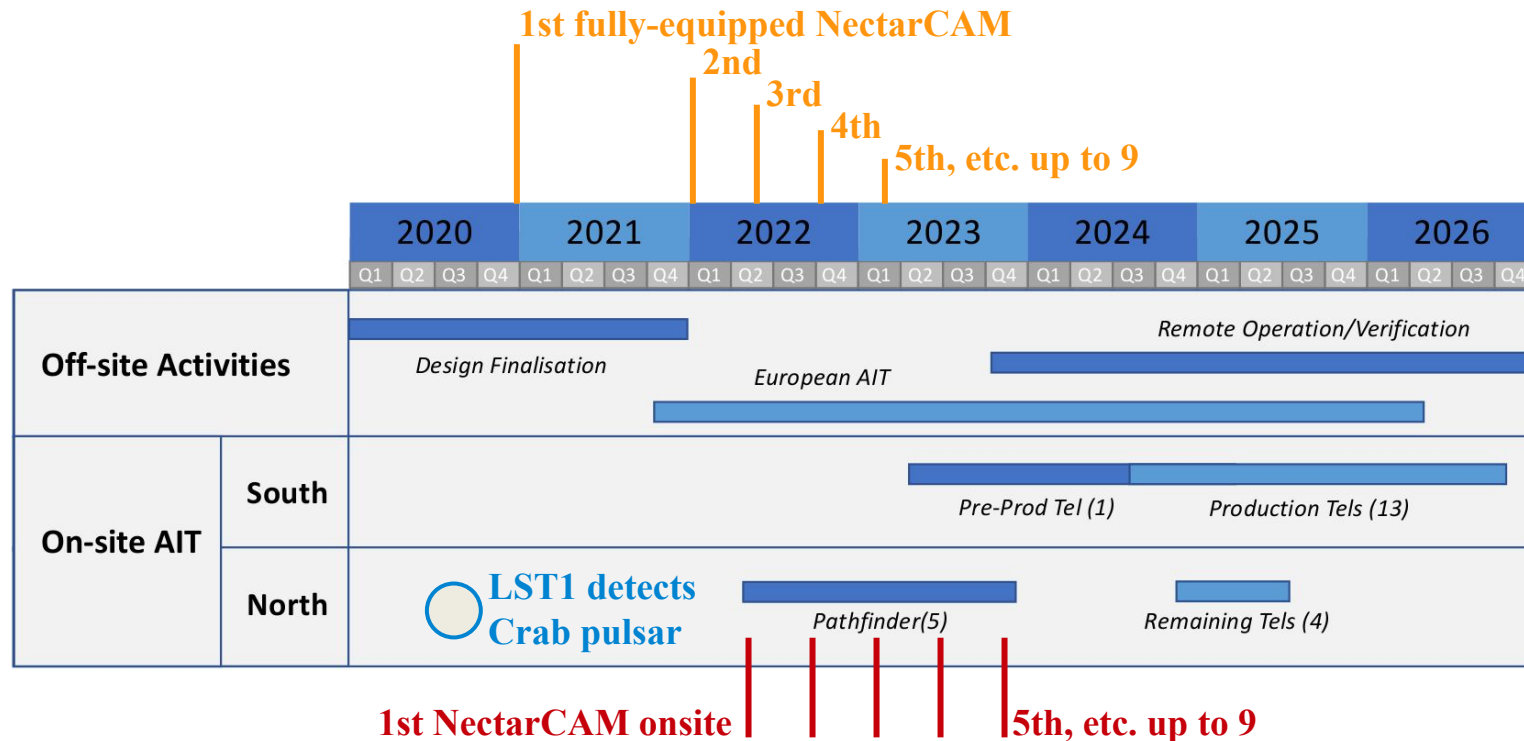 1st fully-equipped NectarCAM
2nd
3rd
4th
5th, etc. up to 9
2020 2021 2022 2023 2024 2025 2026
Q1 Q2 Q3 Q4 Q1 Q2 Q3 Q4 Q1 Q2 Q3 Q4 Q1 Q2 Q3 Q4 Q1 Q2 Q3 Q4 Q1 Q2 Q3 Q4 Q1 Q2 Q3 Q4
Off-site Activities
Design Finalisation
Remote Operation/Verification
European AIT
On-site AIT
South
Pre-Prod Tel (1)
Production Tels (13)
North
LST1 detects
Crab pulsar
Pathfinder(5)
Remaining Tels (4)
1st NectarCAM onsite
5th, etc. up to 9